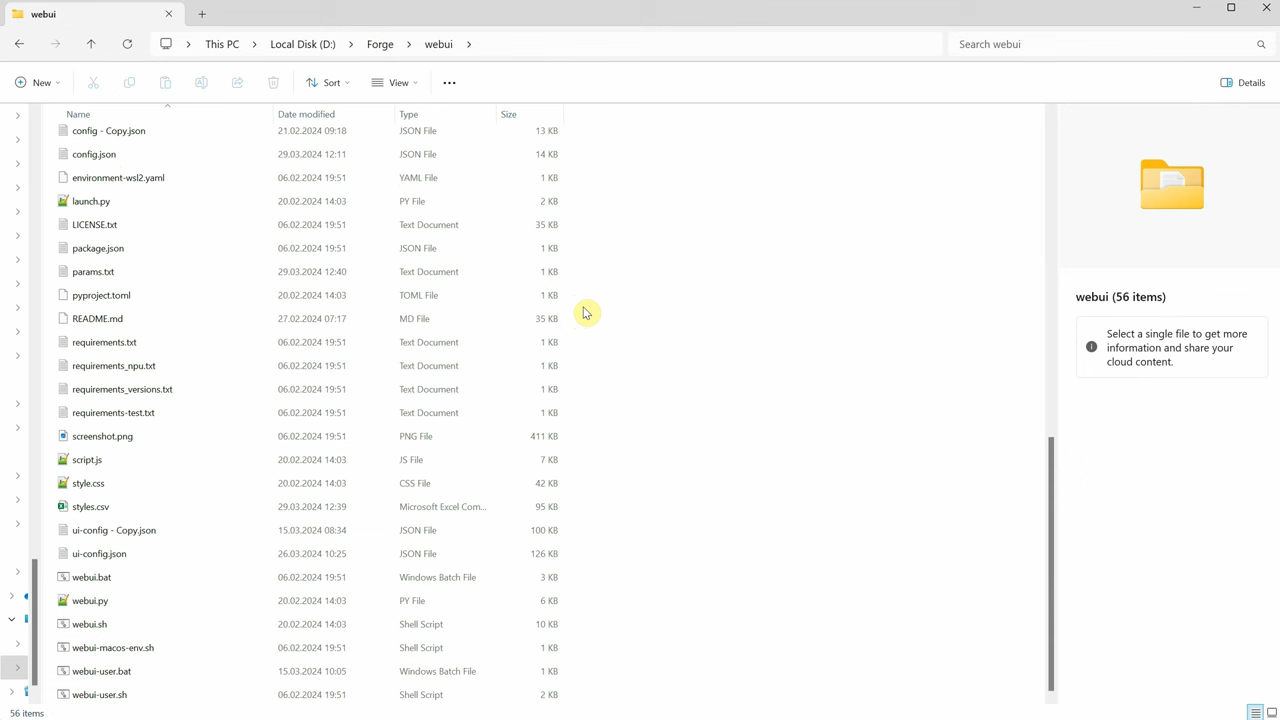 webui
This PC Local Disk (D:) Forge webui
Search webui
New Sort View Details
Name Date modified Type Size
config - Copy.json 21.02.2024 09:18 JSON File 13 KB
config.json 29.03.2024 12:11 JSON File 14 KB
environment-wsl2.yaml 06.02.2024 19:51 YAML File 1 KB
launch.py 20.02.2024 14:03 PY File 2 KB
LICENSE.txt 06.02.2024 19:51 Text Document 35 KB
package.json 06.02.2024 19:51 JSON File 1 KB
params.txt 29.03.2024 12:40 Text Document 1 KB
pyproject.toml 20.02.2024 14:03 TOML File 1 KB
README.md 27.02.2024 07:17 MD File 35 KB
requirements.txt 06.02.2024 19:51 Text Document 1 KB
requirements_npu.txt 06.02.2024 19:51 Text Document 1 KB
requirements_versions.txt 06.02.2024 19:51 Text Document 1 KB
requirements-test.txt 06.02.2024 19:51 Text Document 1 KB
screenshot.png 06.02.2024 19:51 PNG File 411 KB
script.js 20.02.2024 14:03 JS File 7 KB
style.css 20.02.2024 14:03 CSS File 42 KB
styles.csv 29.03.2024 12:39 Microsoft Excel Com... 95 KB
ui-config - Copy.json 15.03.2024 08:34 JSON File 100 KB
ui-config.json 26.03.2024 10:25 JSON File 126 KB
webui.bat 06.02.2024 19:51 Windows Batch File 3 KB
webui.py 20.02.2024 14:03 PY File 6 KB
webui.sh 20.02.2024 14:03 Shell Script 10 KB
webui-macos-env.sh 06.02.2024 19:51 Shell Script 1 KB
webui-user.bat 15.03.2024 10:05 Windows Batch File 1 KB
webui-user.sh 06.02.2024 19:51 Shell Script 2 KB
webui (56 items)
Select a single file to get more
information and share your
cloud content.
56 items